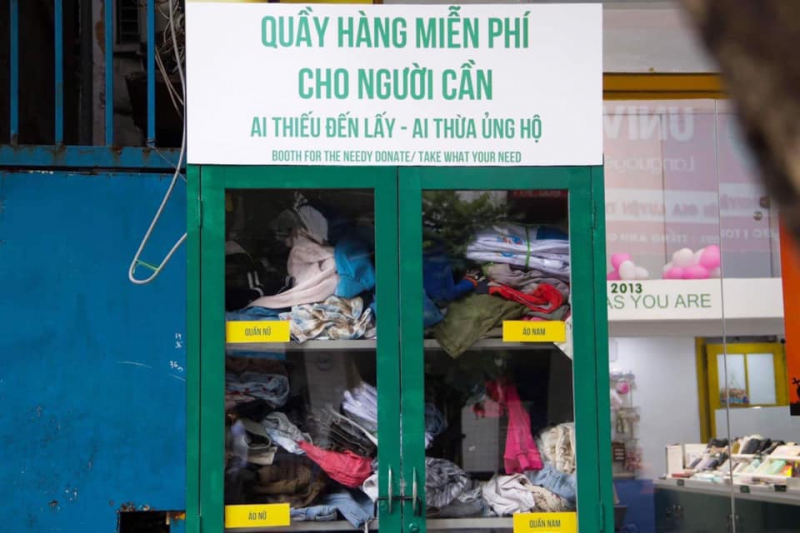 QUẦY HÀNG MIỄN PHÍ
CHO NGƯỜI CẦN
AI THIẾU ĐẾN LẤY - AI THỪA ỦNG HỘ
BOOTH FOR THE NEEDY DONATE/ TAKE WHAT YOUR NEED
QUẦN NỮ
ÁO NAM
ÁO NỮ
QUẦN NAM
2013
AS YOU ARE